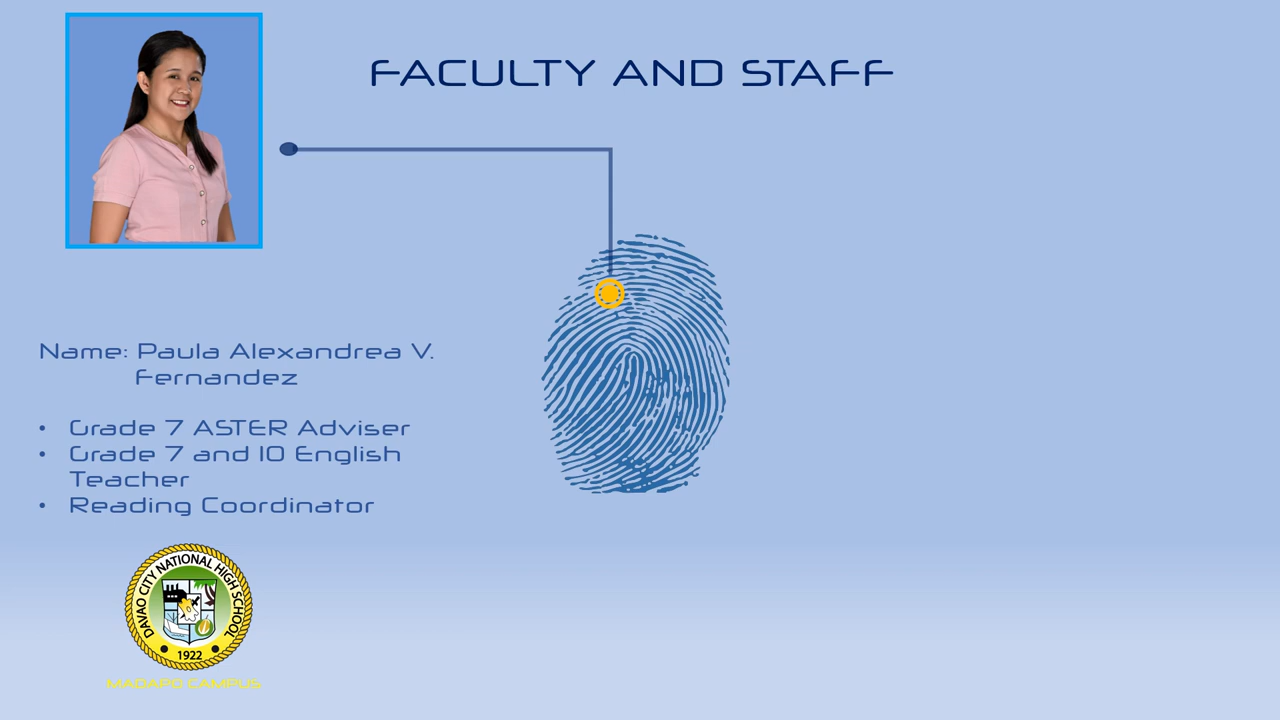 FACULTY AND STAFF
Name: Paula Alexandrea V.
Fernandez
• Grade 7 ASTER Adviser
• Grade 7 and 10 English
Teacher
• Reading Coordinator
DAVAO CITY NATIONAL HIGH SCHOOL
1922
MADAPO CAMPUS